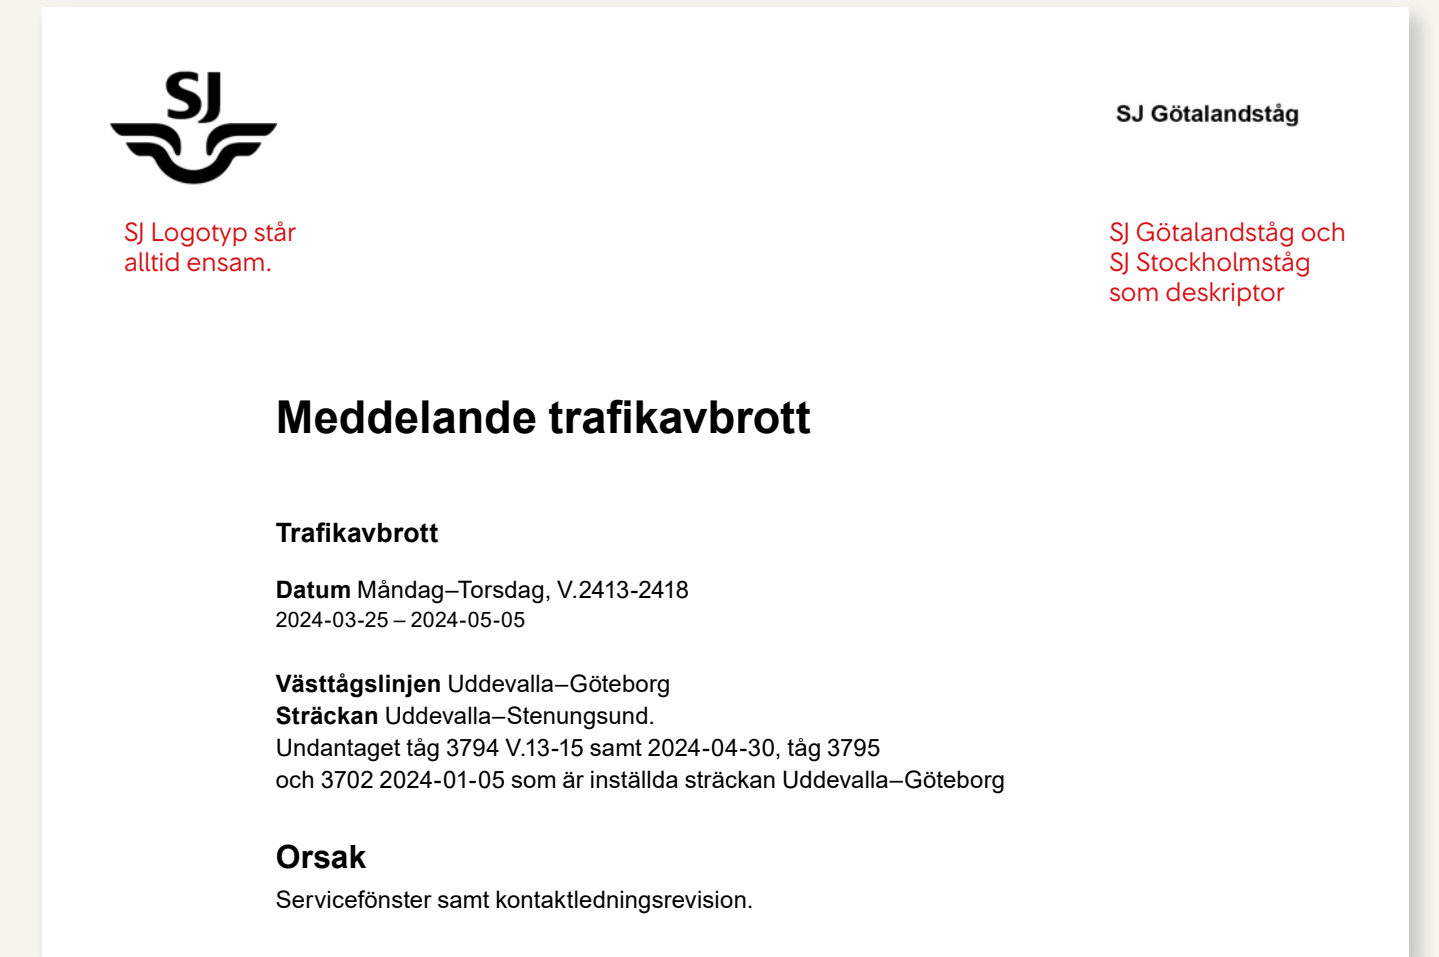 SJ
SJ Götalandståg
SJ Logotyp står
alltid ensam.
SJ Götalandståg och
SJ Stockholmståg
som deskriptor
Meddelande trafikavbrott
Trafikavbrott
Datum Måndag–Torsdag, V.2413-2418
2024-03-25 – 2024-05-05
Västtågslinjen Uddevalla–Göteborg
Sträckan Uddevalla–Stenungsund.
Undantaget tåg 3794 V.13-15 samt 2024-04-30, tåg 3795
och 3702 2024-01-05 som är inställda sträckan Uddevalla–Göteborg
Orsak
Servicefönster samt kontaktledningsrevision.